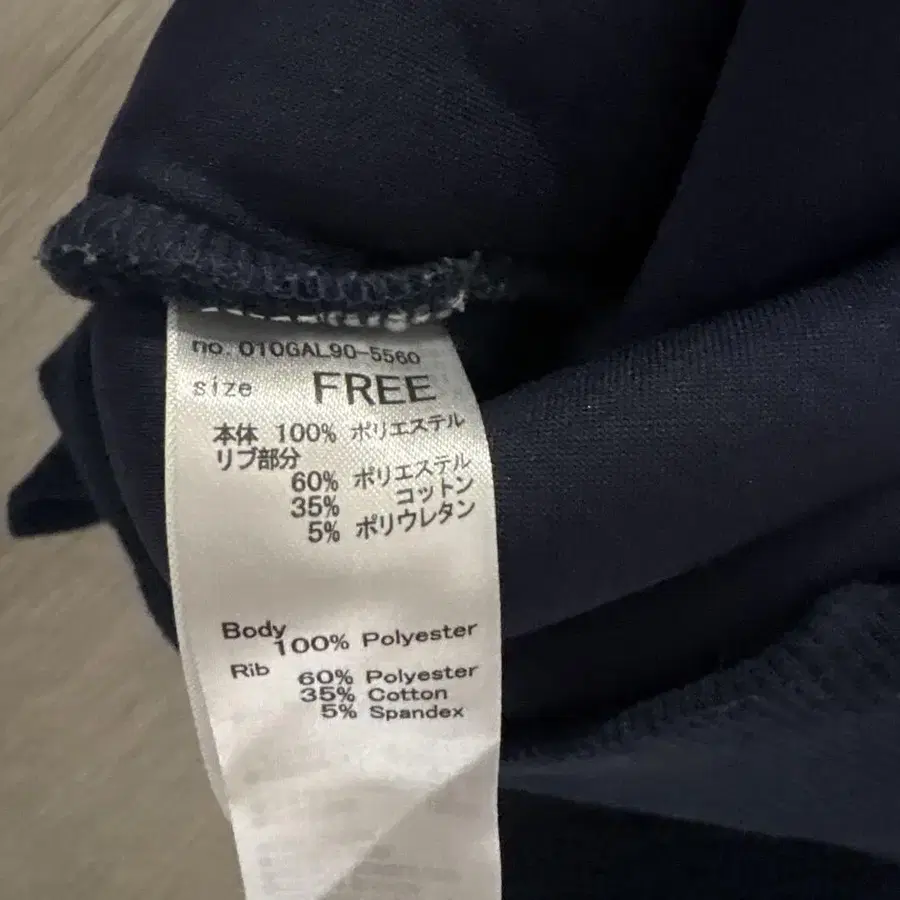 no. 010GAL90-5560
size FREE
本体 100% ポリエステル
リブ部分
60% ポリエステル
35% コットン
5% ポリウレタン
Body
100% Polyester
Rib 60% Polyester
35% Cotton
5% Spandex